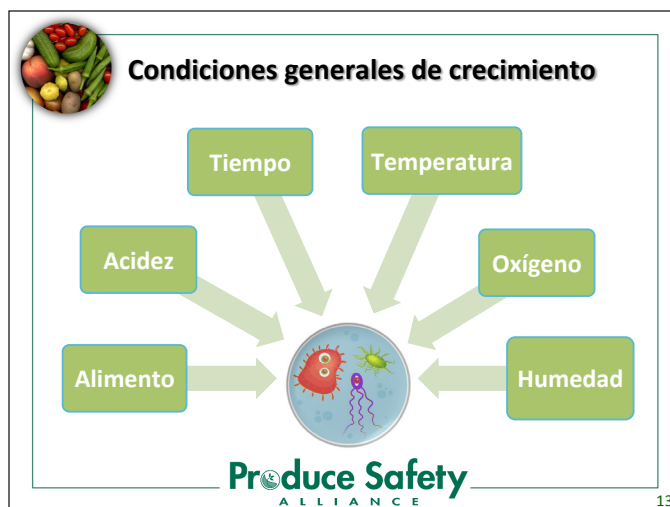 Condiciones generales de crecimiento
Tiempo
Temperatura
Acidez
Oxígeno
Alimento
Humedad
Produce Safety
ALLIANCE
13